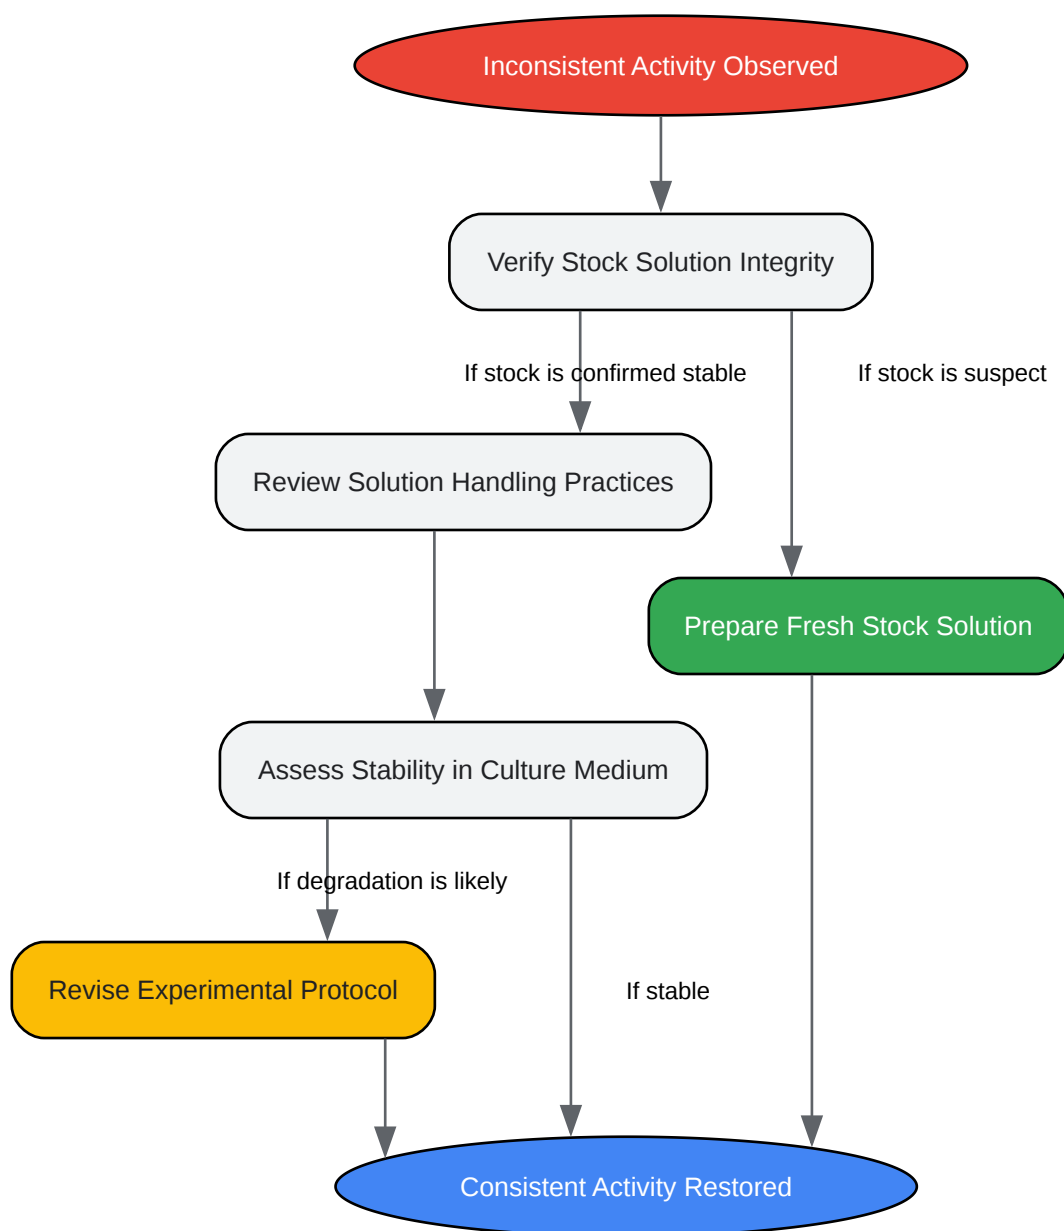 Inconsistent Activity Observed
Verify Stock Solution Integrity
If stock is confirmed stable
If stock is suspect
Review Solution Handling Practices
Prepare Fresh Stock Solution
Assess Stability in Culture Medium
If degradation is likely
Revise Experimental Protocol
If stable
Consistent Activity Restored